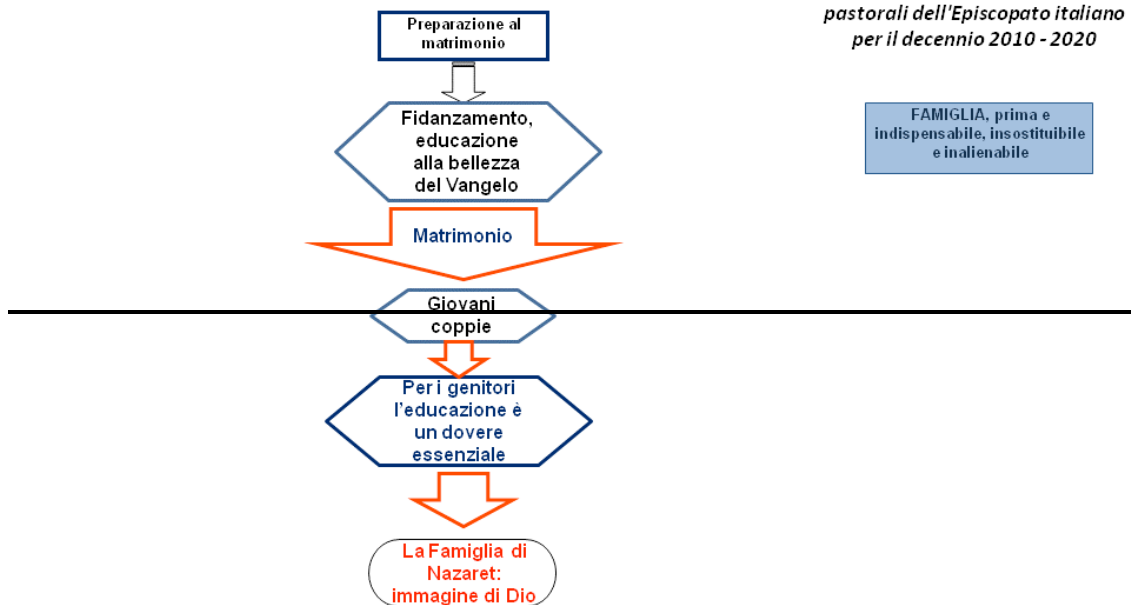 pastorali dell'Episcopato italiano
per il decennio 2010 - 2020
Preparazione al
matrimonio
FAMIGLIA, prima e
indispensabile, insostituibile
e inalienabile
Fidanzamento,
educazione
alla bellezza
del Vangelo
Matrimonio
Giovani
coppie
Per i genitori
l'educazione è
un dovere
essenziale
La Famiglia di
Nazaret:
immagine di Dio